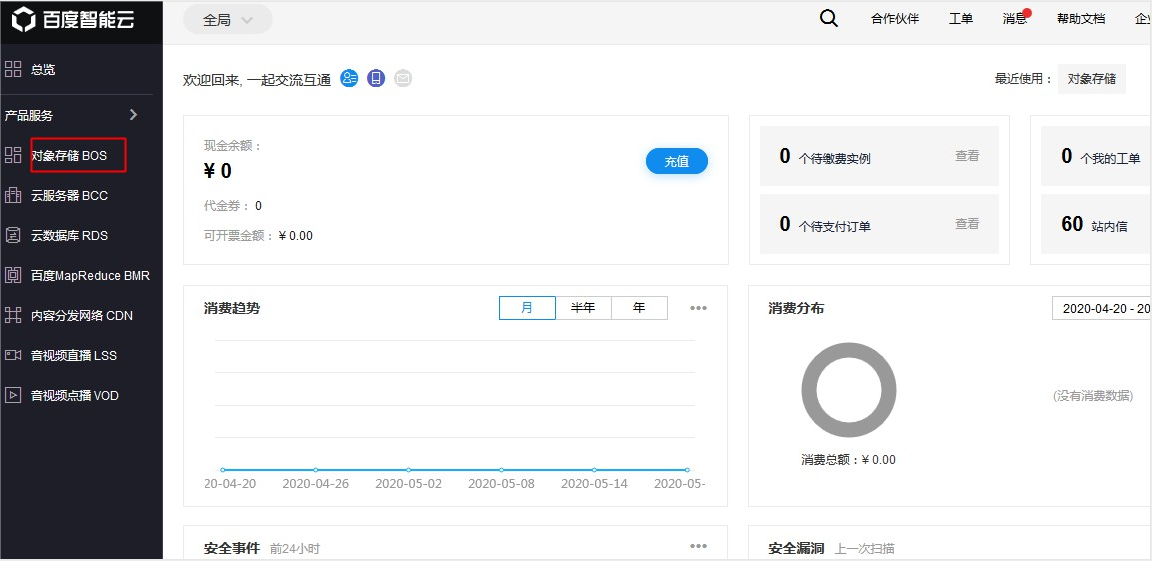 百度智能云
全局
合作伙伴 工单 消息 帮助文档 企业
总览
产品服务
对象存储 BOS
云服务器 BCC
云数据库 RDS
百度MapReduce BMR
内容分发网络 CDN
音视频直播 LSS
音视频点播 VOD
欢迎回来, 一起交流互通
最近使用： 对象存储
现金余额：
¥ 0
充值
代金券： 0
可开票金额： ¥ 0.00
0 个待缴费实例 查看
0 个待支付订单 查看
0 个我的工单
60 站内信
消费趋势
月 半年 年
20-04-20 2020-04-26 2020-05-02 2020-05-08 2020-05-14 2020-05-
消费分布
2020-04-20 - 20
(没有消费数据)
消费总额：¥ 0.00
安全事件 前24小时
安全漏洞 上一次扫描